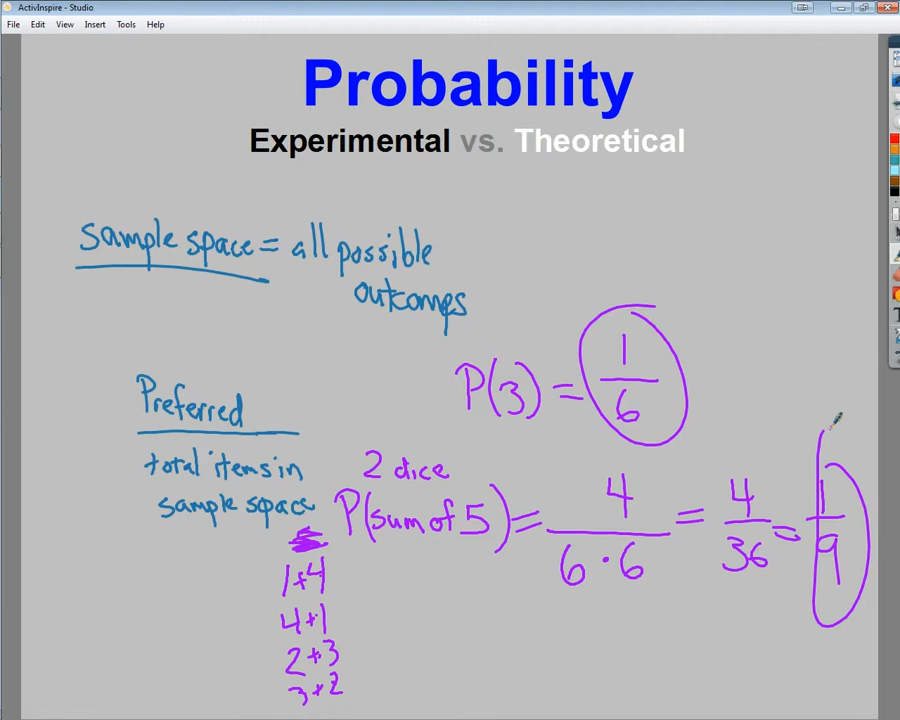 ActivInspire - Studio
File Edit View Insert Tools Help
Probability
Experimental vs. Theoretical
sample space = all possible
outcomes
P(3) = 1/6
Preferred
total items in
sample space
2 dice
P(sum of 5) = 4/6·6 = 4/36 = 1/9
1+4
4+1
2+3
3+2